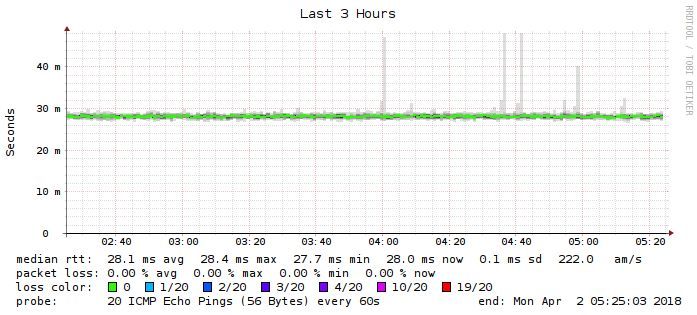 Last 3 Hours
RRDTOOL / TOBI OETIKER
Seconds
40 m
30 m
20 m
10 m
0
02:40 03:00 03:20 03:40 04:00 04:20 04:40 05:00 05:20
median rtt: 28.1 ms avg 28.4 ms max 27.7 ms min 28.0 ms now 0.1 ms sd 222.0 am/s
packet loss: 0.00 % avg 0.00 % max 0.00 % min 0.00 % now
loss color: 0 1/20 2/20 3/20 4/20 10/20 19/20
probe: 20 ICMP Echo Pings (56 Bytes) every 60s end: Mon Apr 2 05:25:03 2018